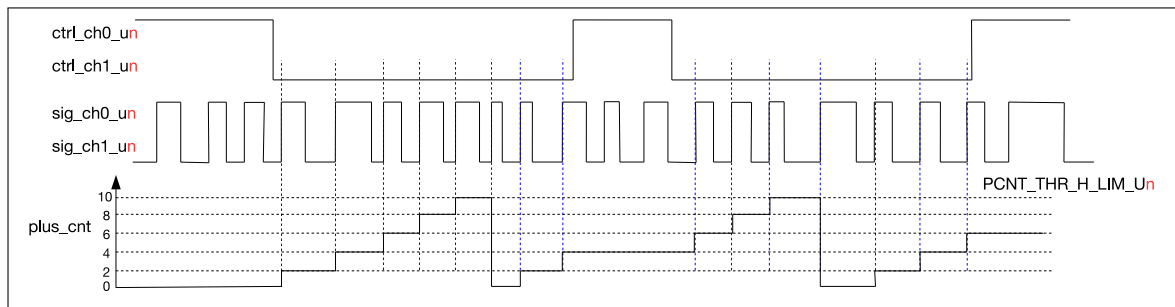 ctrl_ch0_un
ctrl_ch1_un
sig_ch0_un
sig_ch1_un
PCNT_THR_H_LIM_Un
10
8
plus_cnt
6
4
2
0